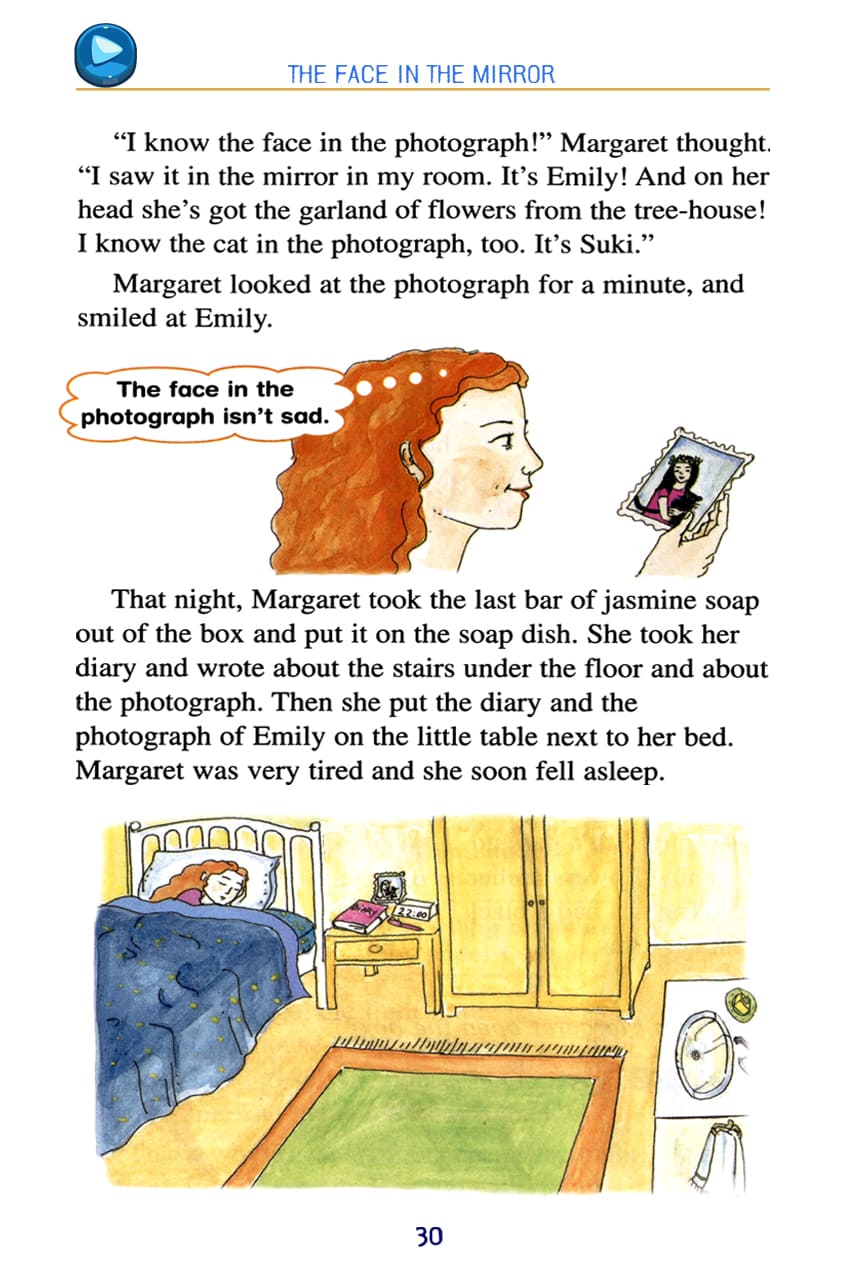 THE FACE IN THE MIRROR
“I know the face in the photograph!” Margaret thought.
“I saw it in the mirror in my room. It’s Emily! And on her
head she’s got the garland of flowers from the tree-house!
I know the cat in the photograph, too. It’s Suki.”
Margaret looked at the photograph for a minute, and
smiled at Emily.
The face in the
photograph isn’t sad.
That night, Margaret took the last bar of jasmine soap
out of the box and put it on the soap dish. She took her
diary and wrote about the stairs under the floor and about
the photograph. Then she put the diary and the
photograph of Emily on the little table next to her bed.
Margaret was very tired and she soon fell asleep.
DIARY
22:00
30